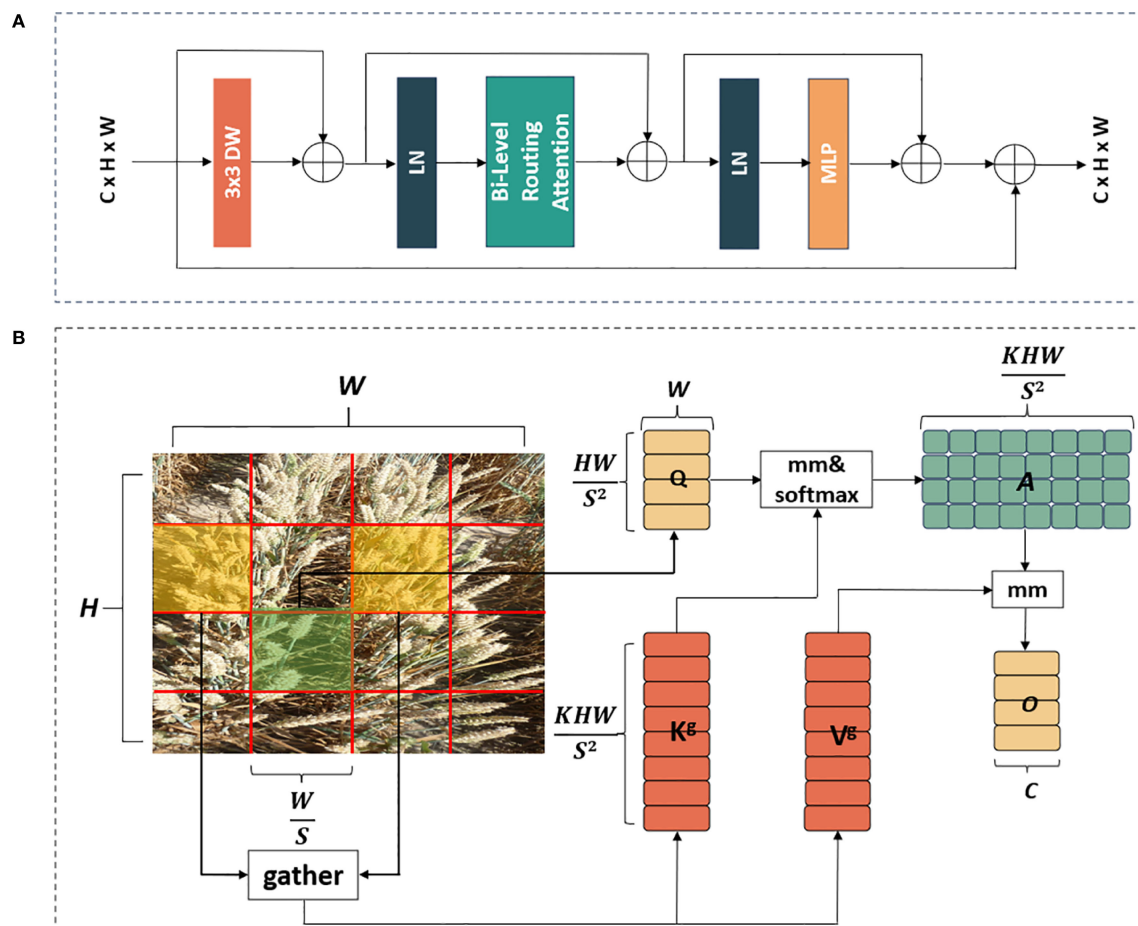 A
C x H x W
3x3 DW
LN
Bi-Level
Routing
Attention
LN
MLP
C x H x W
B
W
H
W
S
gather
W
HW
S²
Q
mm&
softmax
KHW
S²
A
mm
KHW
S²
Kᵍ
Vᵍ
O
C